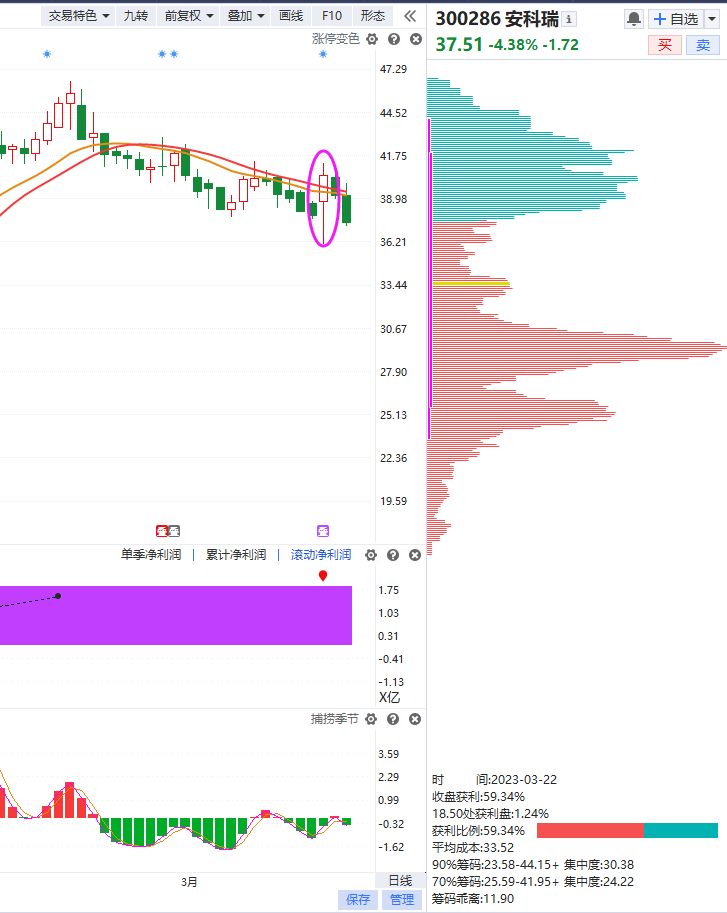 交易特色 九转 前复权 叠加 画线 F10 形态
300286 安科瑞
自选
37.51 -4.38% -1.72
买 卖
涨停变色
47.29
44.52
41.75
38.98
36.21
33.44
30.67
27.90
25.13
22.36
19.59
单季净利润 | 累计净利润 | 滚动净利润
1.75
1.03
0.31
-0.41
-1.13
X亿
捕捞季节
3.59
2.29
0.99
-0.32
-1.62
3月
日线
保存 管理
时 间:2023-03-22
收盘获利:59.34%
18.50处获利盘:1.24%
获利比例:59.34%
平均成本:33.52
90%筹码:23.58-44.15+ 集中度:30.38
70%筹码:25.59-41.95+ 集中度:24.22
筹码乖离:11.90